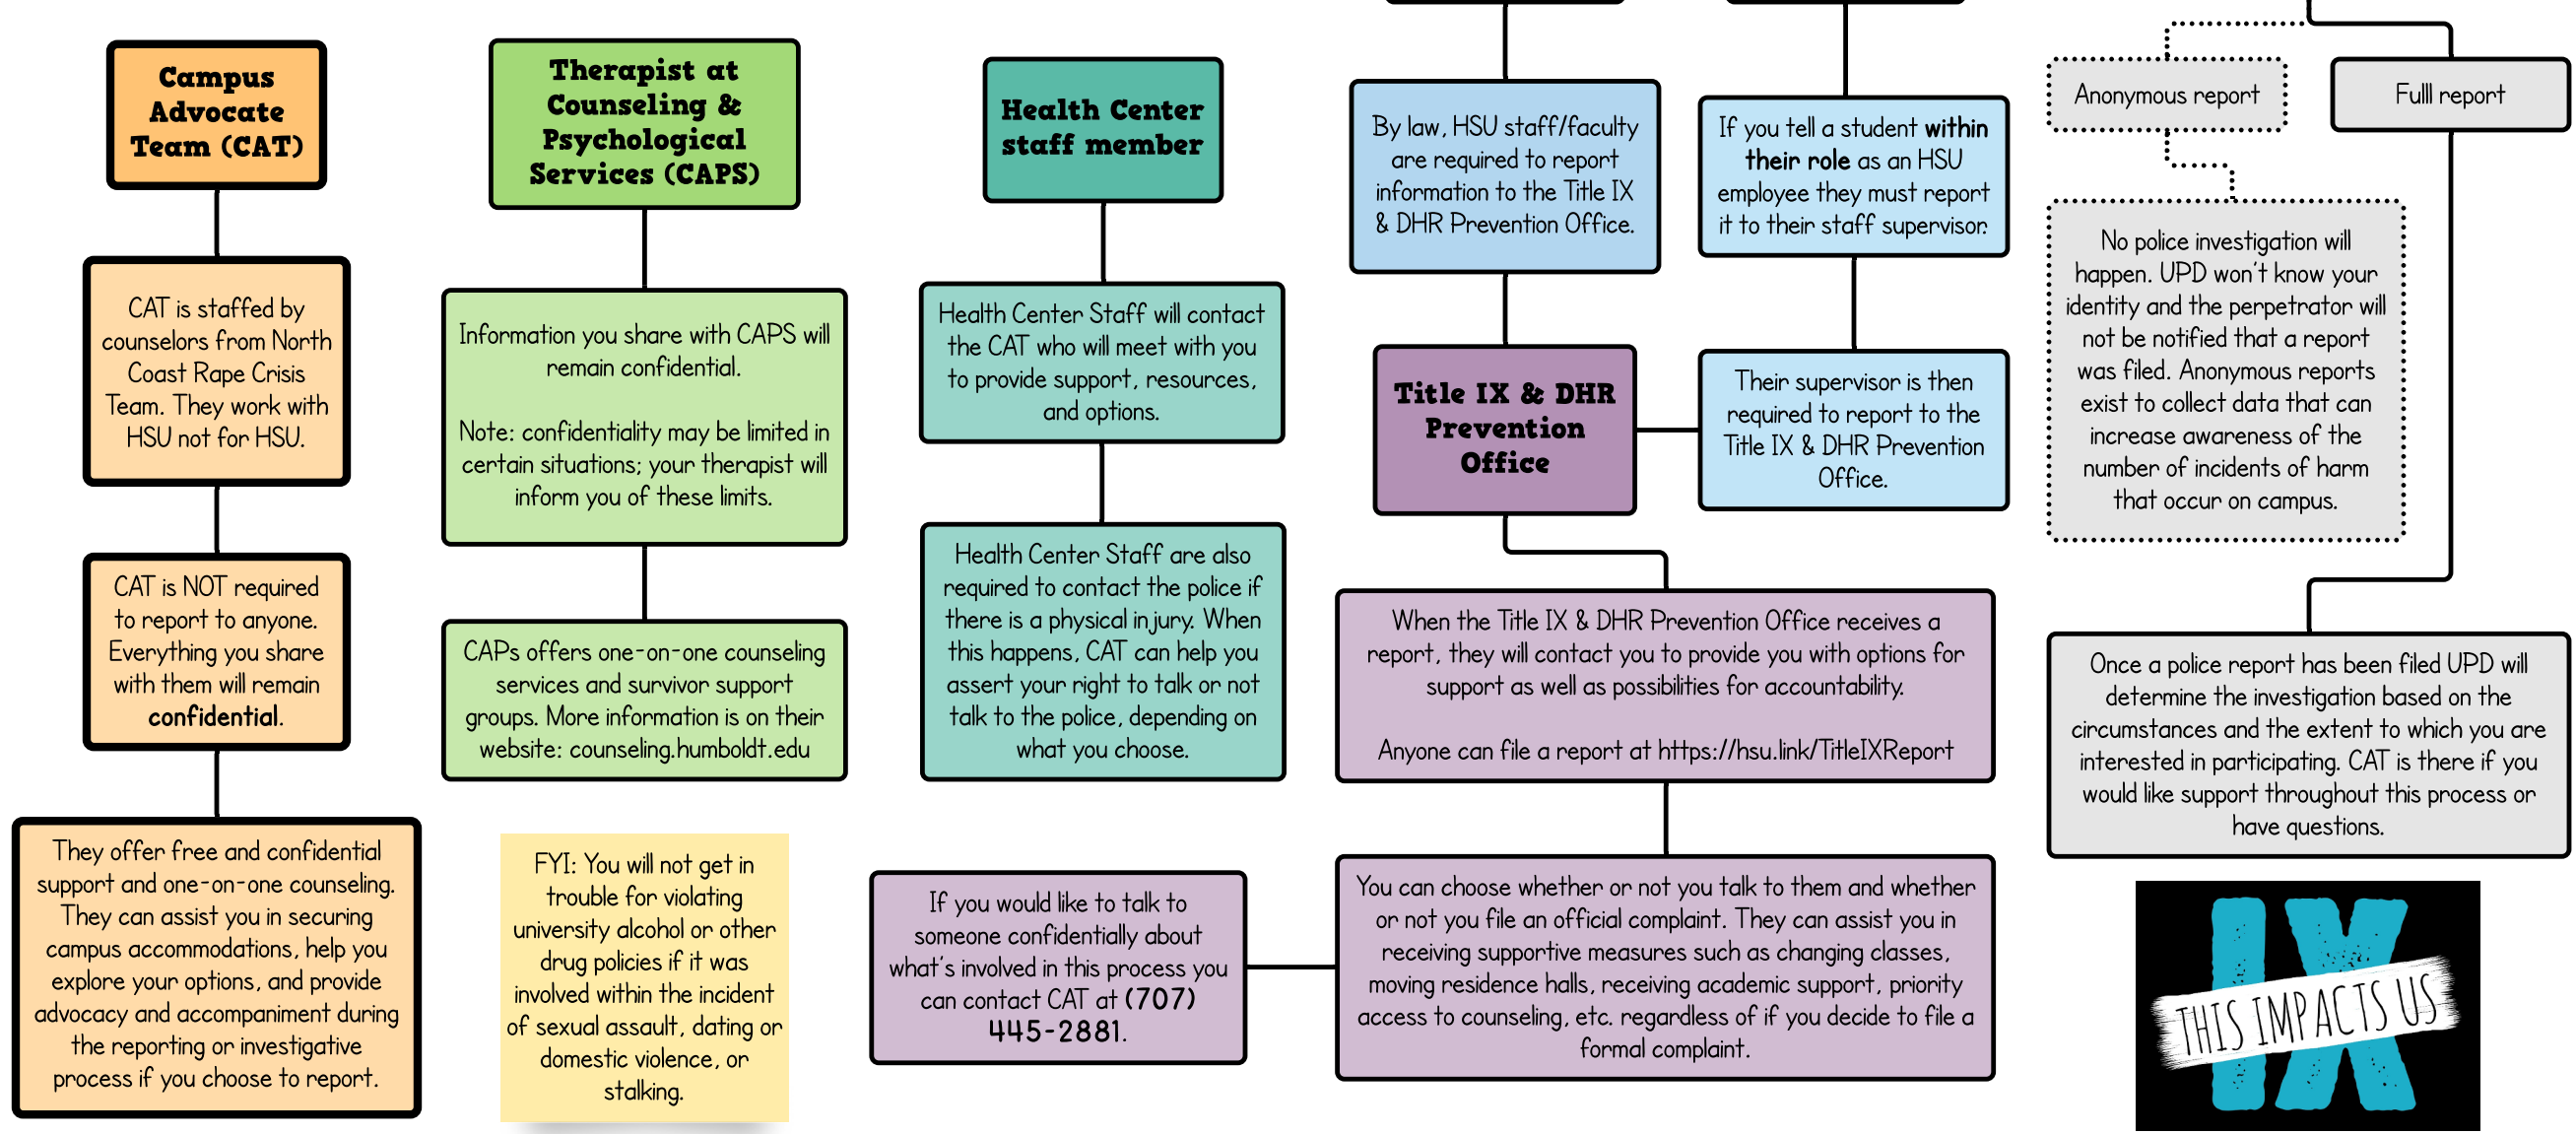 Campus
Advocate
Team (CAT)
CAT is staffed by
counselors from North
Coast Rape Crisis
Team. They work with
HSU not for HSU.
CAT is NOT required
to report to anyone.
Everything you share
with them will remain
confidential.
They offer free and confidential
support and one-on-one counseling.
They can assist you in securing
campus accommodations, help you
explore your options, and provide
advocacy and accompaniment during
the reporting or investigative
process if you choose to report.
Therapist at
Counseling &
Psychological
Services (CAPS)
Information you share with CAPS will
remain confidential.
Note: confidentiality may be limited in
certain situations; your therapist will
inform you of these limits.
CAPs offers one-on-one counseling
services and survivor support
groups. More information is on their
website: counseling.humboldt.edu
FYI: You will not get in
trouble for violating
university alcohol or other
drug policies if it was
involved within the incident
of sexual assault, dating or
domestic violence, or
stalking.
Health Center
staff member
Health Center Staff will contact
the CAT who will meet with you
to provide support, resources,
and options.
Health Center Staff are also
required to contact the police if
there is a physical injury. When
this happens, CAT can help you
assert your right to talk or not
talk to the police, depending on
what you choose.
By law, HSU staff/faculty
are required to report
information to the Title IX
& DHR Prevention Office.
If you tell a student within
their role as an HSU
employee they must report
it to their staff supervisor.
Title IX & DHR
Prevention
Office
Their supervisor is then
required to report to the
Title IX & DHR Prevention
Office.
When the Title IX & DHR Prevention Office receives a
report, they will contact you to provide you with options for
support as well as possibilities for accountability.
Anyone can file a report at https://hsu.link/TitleIXReport
You can choose whether or not you talk to them and whether
or not you file an official complaint. They can assist you in
receiving supportive measures such as changing classes,
moving residence halls, receiving academic support, priority
access to counseling, etc. regardless of if you decide to file a
formal complaint.
If you would like to talk to
someone confidentially about
what's involved in this process you
can contact CAT at (707)
445-2881.
Anonymous report
Fulll report
No police investigation will
happen. UPD won't know your
identity and the perpetrator will
not be notified that a report
was filed. Anonymous reports
exist to collect data that can
increase awareness of the
number of incidents of harm
that occur on campus.
Once a police report has been filed UPD will
determine the investigation based on the
circumstances and the extent to which you are
interested in participating. CAT is there if you
would like support throughout this process or
have questions.
IX
THIS IMPACTS US